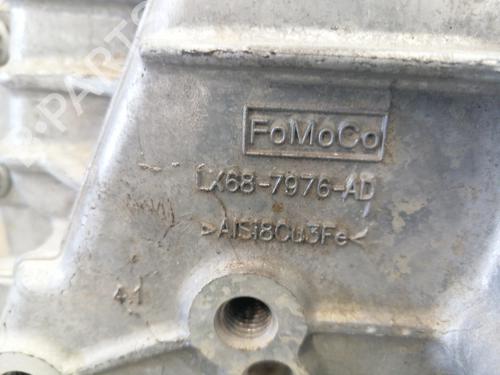 B-PARTS
FoMoCo
LX68-7976-AD
>AlSi8Cu3Fe<
4.1